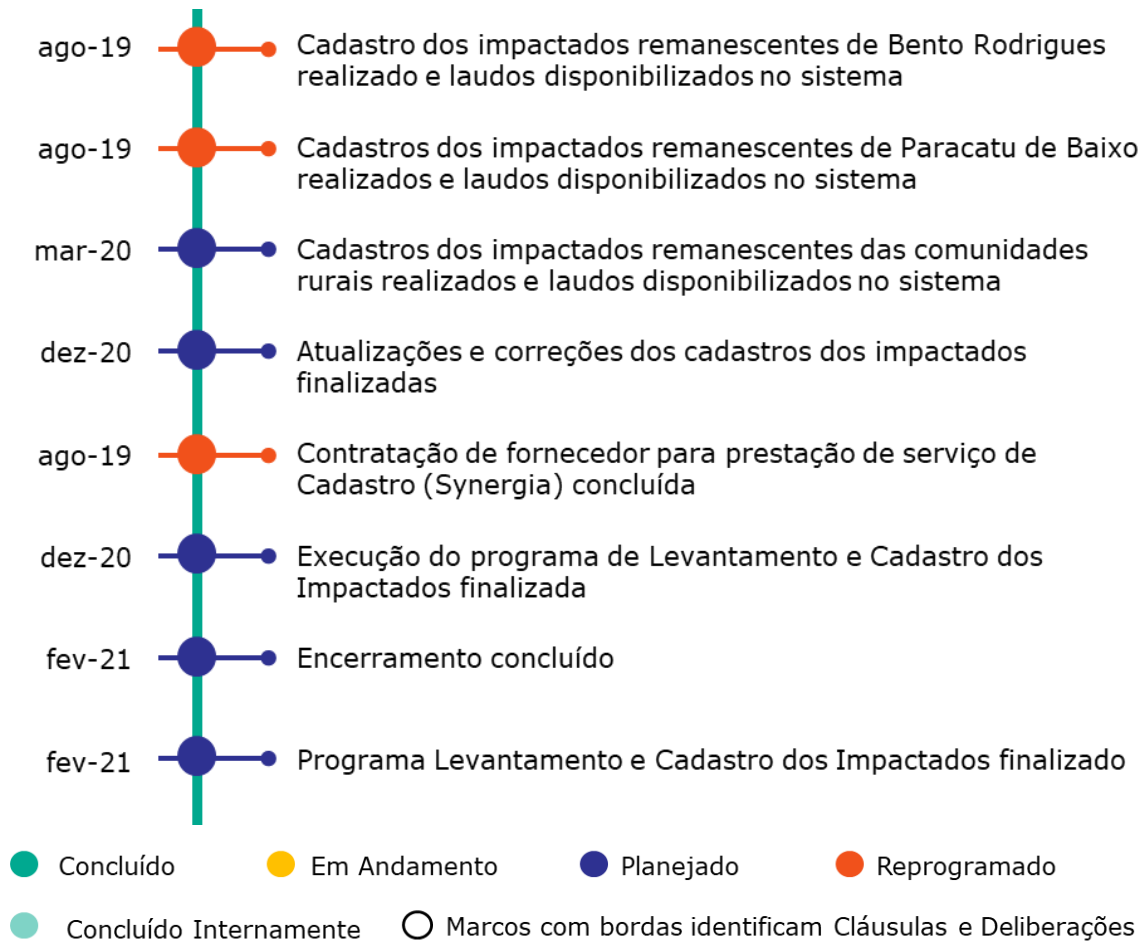 ago-19 Cadastro dos impactados remanescentes de Bento Rodrigues
realizado e laudos disponibilizados no sistema
ago-19 Cadastros dos impactados remanescentes de Paracatu de Baixo
realizados e laudos disponibilizados no sistema
mar-20 Cadastros dos impactados remanescentes das comunidades
rurais realizados e laudos disponibilizados no sistema
dez-20 Atualizações e correções dos cadastros dos impactados
finalizadas
ago-19 Contratação de fornecedor para prestação de serviço de
Cadastro (Synergia) concluída
dez-20 Execução do programa de Levantamento e Cadastro dos
Impactados finalizada
fev-21 Encerramento concluído
fev-21 Programa Levantamento e Cadastro dos Impactados finalizado
Concluído Em Andamento Planejado Reprogramado
Concluído Internamente Marcos com bordas identificam Cláusulas e Deliberações